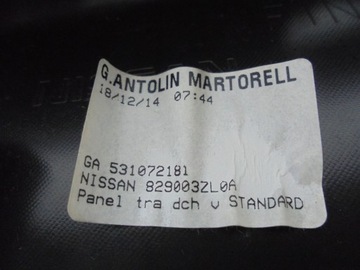 G.ANTOLIN MARTORELL
18/12/14 07:44
GA 531072181
NISSAN 829003ZL0A
Panel tra dch v STANDARD